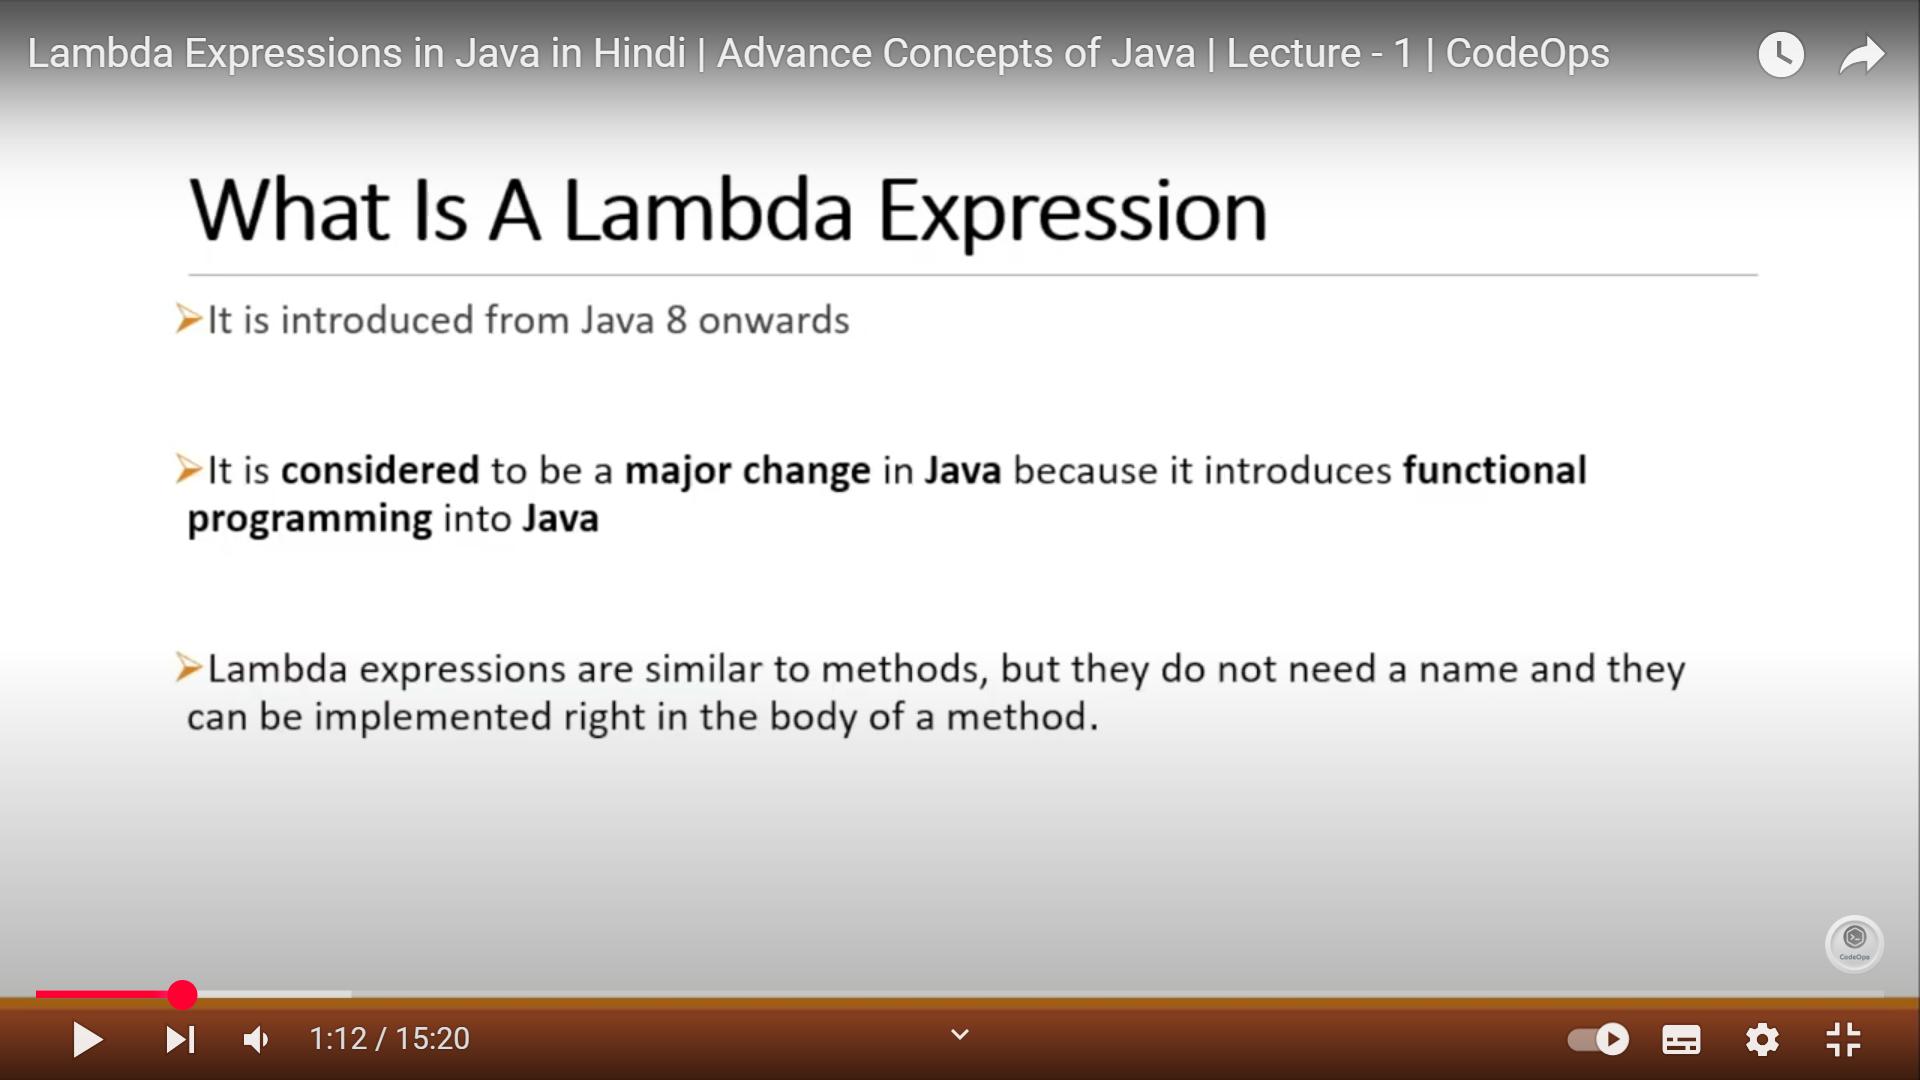 Lambda Expressions in Java in Hindi | Advance Concepts of Java | Lecture - 1 | CodeOps
What Is A Lambda Expression
It is introduced from Java 8 onwards
It is considered to be a major change in Java because it introduces functional
programming into Java
Lambda expressions are similar to methods, but they do not need a name and they
can be implemented right in the body of a method.
CodeOps
1:12 / 15:20